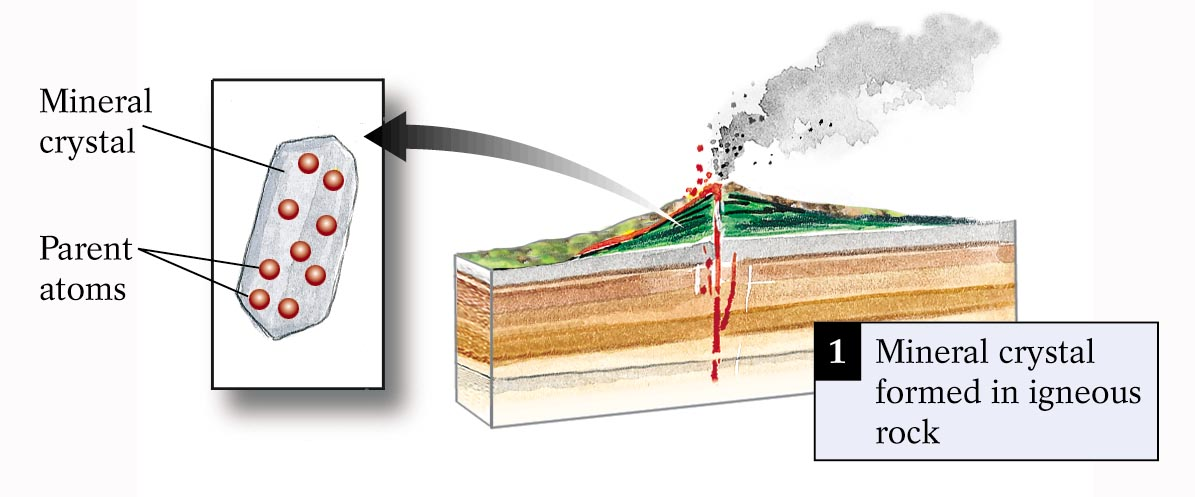 Mineral
crystal
Parent
atoms
1 Mineral crystal
formed in igneous
rock